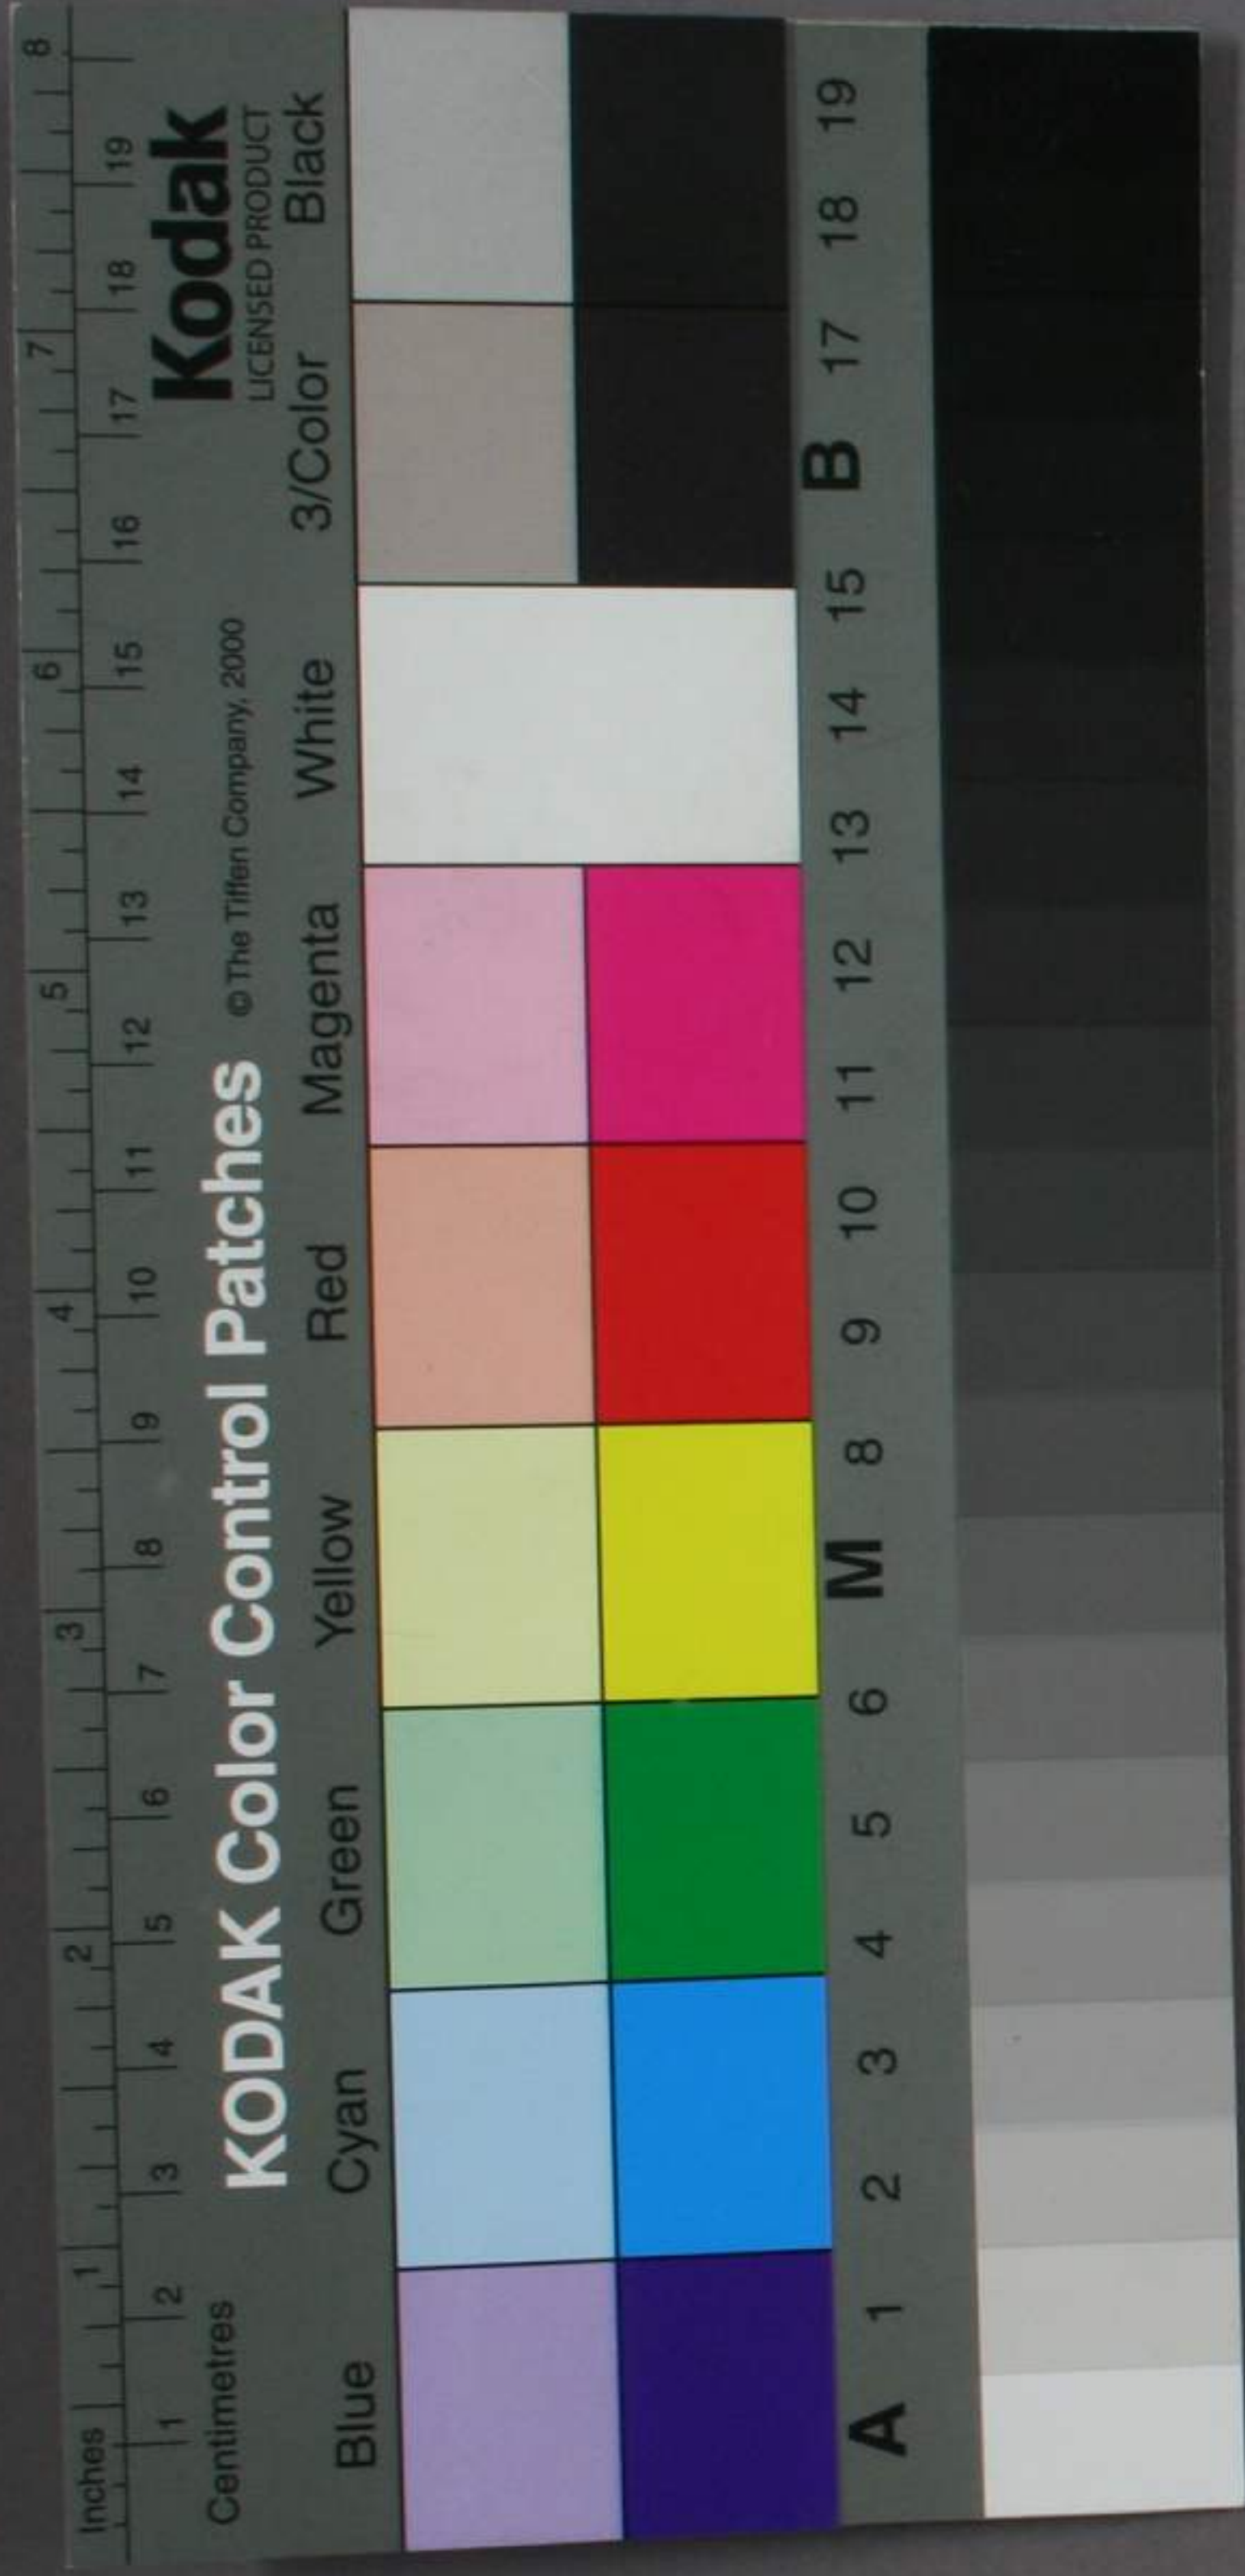 Inches 1 2 3 4 5 6 7 8
1 2 3 4 5 6 7 8 9 10 11 12 13 14 15 16 17 18 19
Centimetres
KODAK Color Control Patches © The Tiffen Company, 2000 Kodak
LICENSED PRODUCT
Blue Cyan Green Yellow Red Magenta White 3/Color Black
A 1 2 3 4 5 6 M 8 9 10 11 12 13 14 15 B 17 18 19